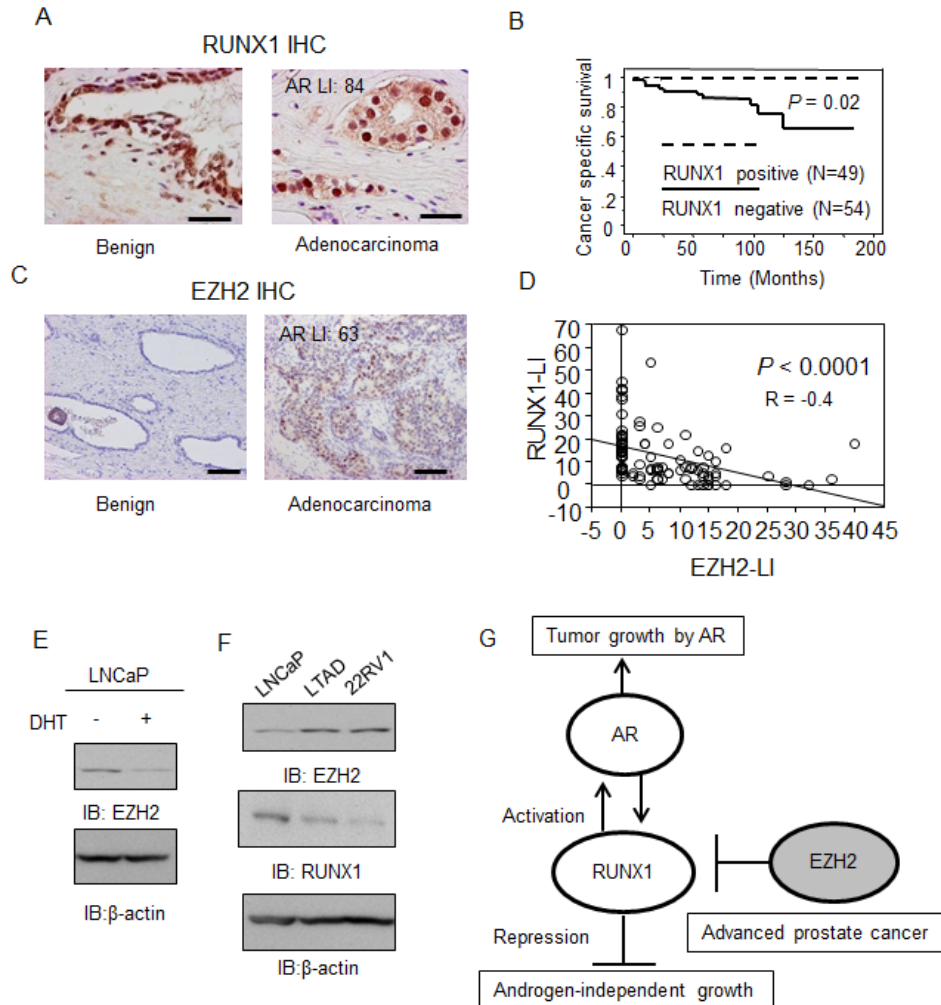 A
RUNX1 IHC
AR LI: 84
Benign
Adenocarcinoma
B
Cancer specific survival
1
.8
.6
.4
.2
0
P = 0.02
RUNX1 positive (N=49)
RUNX1 negative (N=54)
0 50 100 150 200
Time (Months)
C
EZH2 IHC
AR LI: 63
Benign
Adenocarcinoma
D
RUNX1-LI
70
60
50
40
30
20
10
0
-10
P < 0.0001
R = -0.4
-5 0 5 10 15 20 25 30 35 40 45
EZH2-LI
E
LNCaP
DHT - +
IB: EZH2
IB:β-actin
F
LNCaP LTAD 22RV1
IB: EZH2
IB: RUNX1
IB:β-actin
G
Tumor growth by AR
AR
Activation
RUNX1
EZH2
Advanced prostate cancer
Repression
Androgen-independent growth